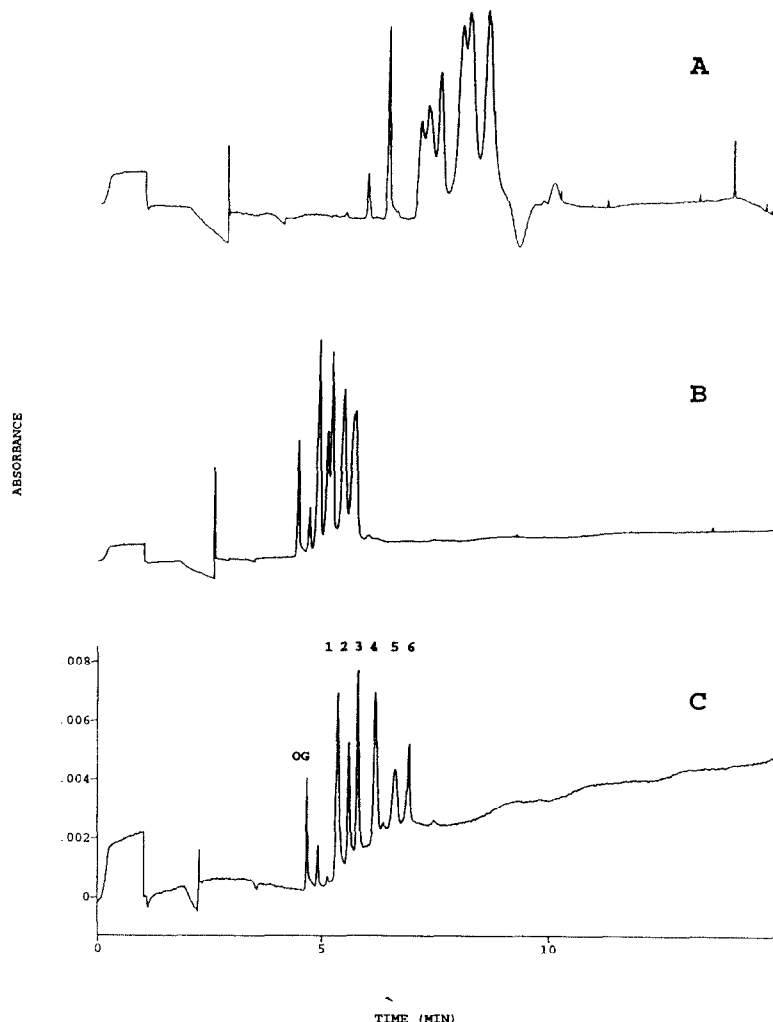 A
B
ABSORBANCE
1 2 3 4 5 6
C
OG
.008
.006
.004
.002
0
0 5 10
TIME (MIN)